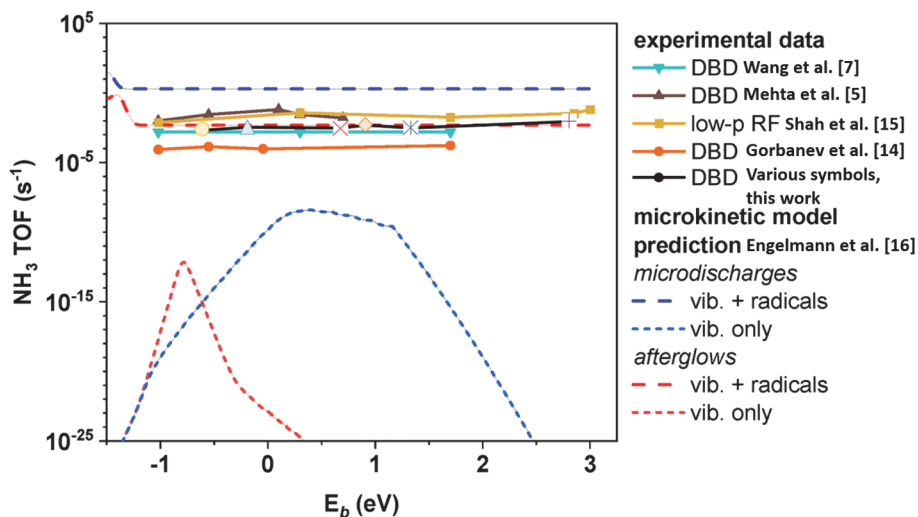 10⁵
10⁻⁵
10⁻¹⁵
10⁻²⁵
NH₃ TOF (s⁻¹)
-1 0 1 2 3
E_b (eV)
experimental data
DBD Wang et al. [7]
DBD Mehta et al. [5]
low-p RF Shah et al. [15]
DBD Gorbanev et al. [14]
DBD Various symbols,
this work
microkinetic model
prediction Engelmann et al. [16]
microdischarges
vib. + radicals
vib. only
afterglows
vib. + radicals
vib. only